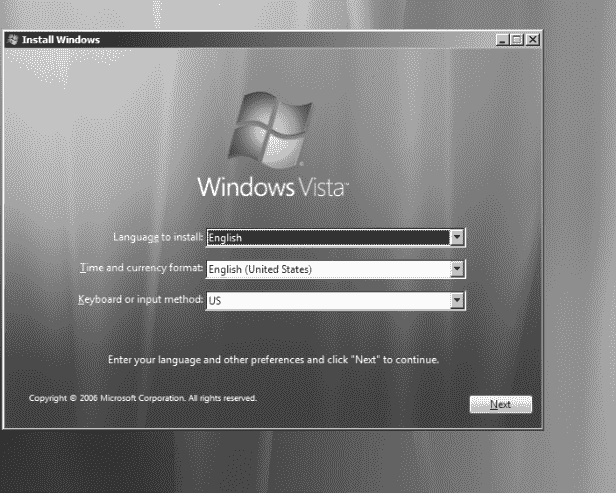 Install Windows
Windows Vista™
Language to install: English
Time and currency format: English (United States)
Keyboard or input method: US
Enter your language and other preferences and click "Next" to continue.
Copyright © 2006 Microsoft Corporation. All rights reserved.
Next